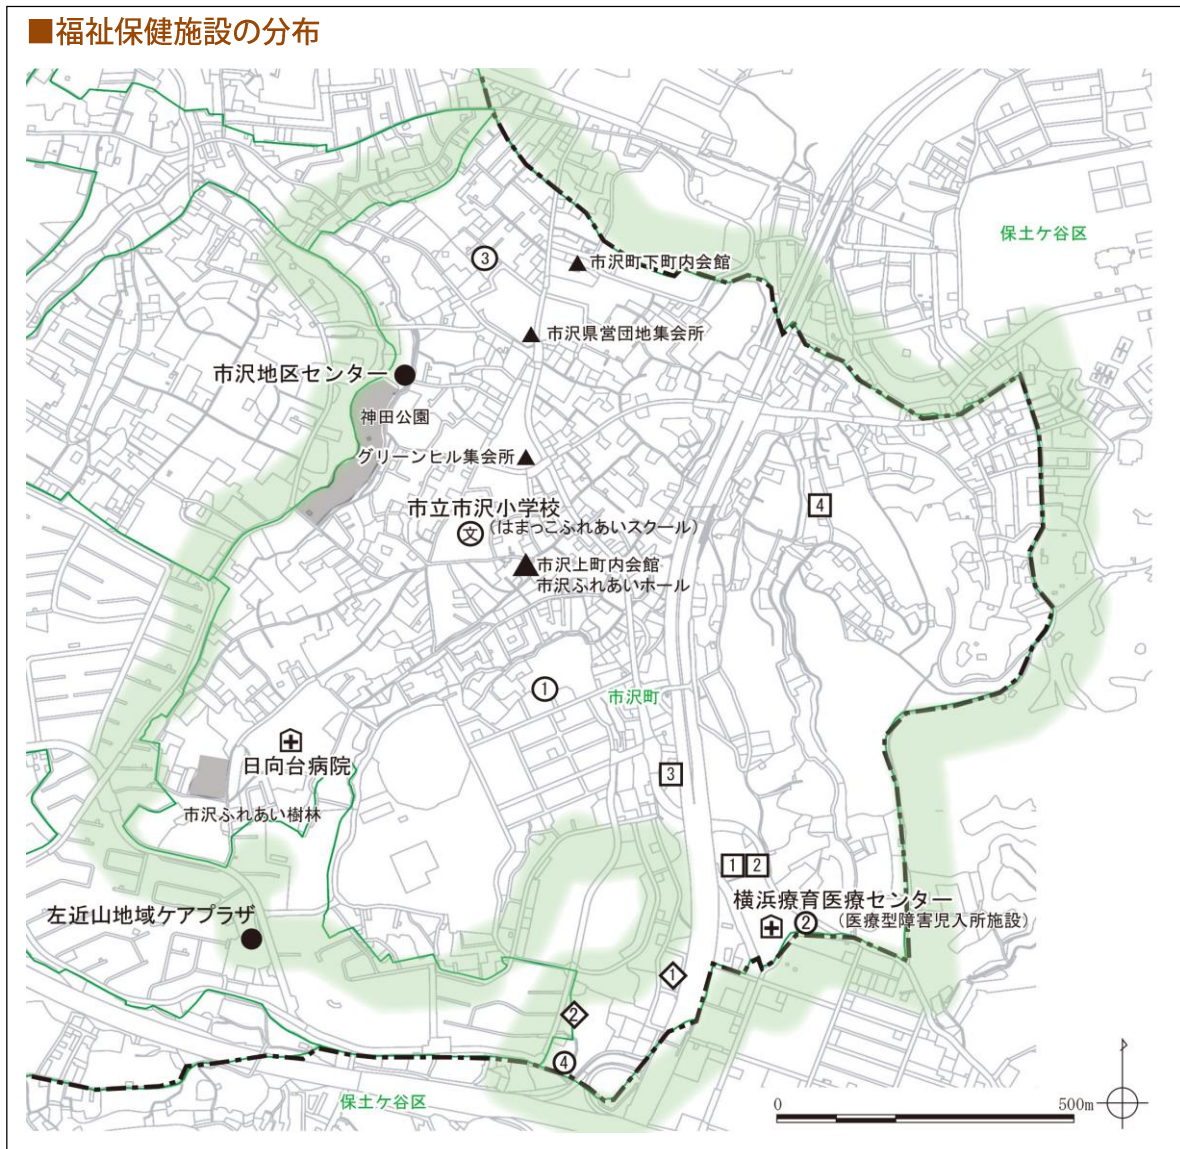 ■福祉保健施設の分布
保土ケ谷区
3
市沢町下町内会館
市沢県営団地集会所
市沢地区センター
神田公園
グリーンヒル集会所
市立市沢小学校
文
(はまっこふれあいスクール)
4
市沢上町内会館
市沢ふれあいホール
1
市沢町
日向台病院
3
市沢ふれあい樹林
1 2
横浜療育医療センター
2
(医療型障害児入所施設)
左近山地域ケアプラザ
1
2
4
保土ケ谷区
0 500m